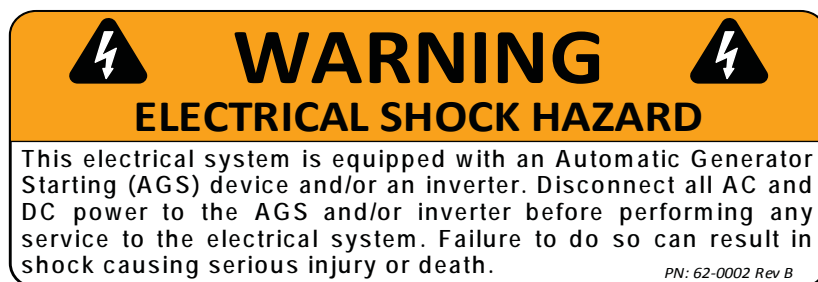 WARNING
ELECTRICAL SHOCK HAZARD
This electrical system is equipped with an Automatic Generator
Starting (AGS) device and/or an inverter. Disconnect all AC and
DC power to the AGS and/or inverter before performing any
service to the electrical system. Failure to do so can result in
shock causing serious injury or death.
PN: 62-0002 Rev B